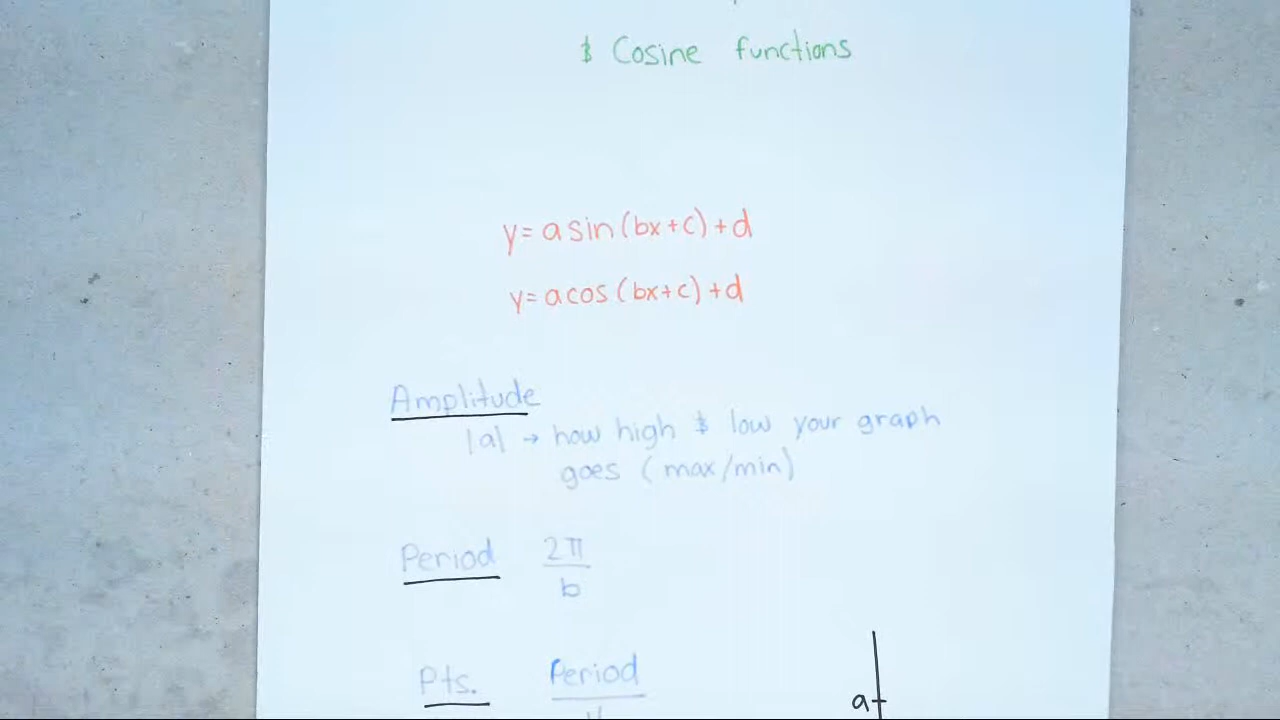 $ Cosine functions
y = a sin (bx + c) + d
y = a cos (bx + c) + d
Amplitude
|a| → how high $ low your graph
goes (max/min)
Period 2π
b
Pts. Period
a